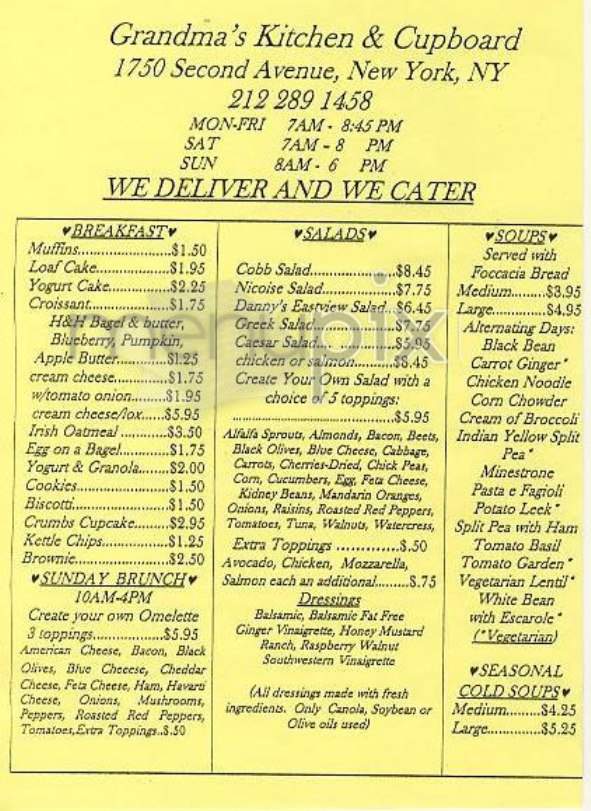 Grandma's Kitchen & Cupboard
1750 Second Avenue, New York, NY
212 289 1458
MON-FRI 7AM - 8:45 PM
SAT 7AM - 8 PM
SUN 8AM - 6 PM
WE DELIVER AND WE CATER
♥BREAKFAST♥
Muffins.......................$1.50
Loaf Cake..................$1.95
Yogurt Cake...............$2.25
Croissant....................$1.75
H&H Bagel & butter,
Blueberry, Pumpkin,
Apple Butter...............$1.25
cream cheese.............$1.75
w/tomato onion.........$1.95
cream cheese/lox......$5.95
Irish Oatmeal ...........$3.50
Egg on a Bagel............$1.75
Yogurt & Granola.......$2.00
Cookies.......................$1.50
Biscotti........................$1.50
Crumbs Cupcake.......$2.95
Kettle Chips................$1.25
Brownie.......................$2.50
♥SUNDAY BRUNCH♥
10AM-4PM
Create your own Omelette
3 toppings.................$5.95
American Cheese, Bacon, Black
Olives, Blue Cheecse, Cheddar
Cheese, Feta Cheese, Ham, Havarti
Cheese, Onions, Mushrooms,
Peppers, Roasted Red Peppers,
Tomatoes,Extra Toppings..$.50
♥SALADS♥
Cobb Salad.....................$8.45
Nicoise Salad..................$7.75
Danny's Eastview Salad...$6.45
Greek Salad....................$7.75
Caesar Salad...................$5.95
chicken or salmon..........$8.45
Create Your Own Salad with a
choice of 5 toppings:
........................................$5.95
Alfalfa Sprouts, Almonds, Bacon, Beets,
Black Olives, Blue Cheese, Cabbage,
Carrots, Cherries-Dried, Chick Peas,
Corn, Cucumbers, Egg, Feta Cheese,
Kidney Beans, Mandarin Oranges,
Onions, Raisins, Roasted Red Peppers,
Tomatoes, Tuna, Walnuts, Watercress,
Extra Toppings .............$.50
Avocado, Chicken, Mozzarella,
Salmon each an additional.........$.75
Dressings
Balsamic, Balsamic Fat Free
Ginger Vinaigrette, Honey Mustard
Ranch, Raspberry Walnut
Southwestern Vinaigrette
(All dressings made with fresh
ingredients. Only Canola, Soybean or
Olive oils used)
♥SOUPS♥
Served with
Foccacia Bread
Medium.........$3.95
Large.............$4.95
Alternating Days:
Black Bean
Carrot Ginger*
Chicken Noodle
Corn Chowder
Cream of Broccoli
Indian Yellow Split
Pea*
Minestrone
Pasta e Fagioli
Potato Leek*
Split Pea with Ham
Tomato Basil
Tomato Garden*
Vegetarian Lentil*
White Bean
with Escarole*
(*Vegetarian)
♥SEASONAL
COLD SOUPS♥
Medium.........$4.25
Large..............$5.25
menupix